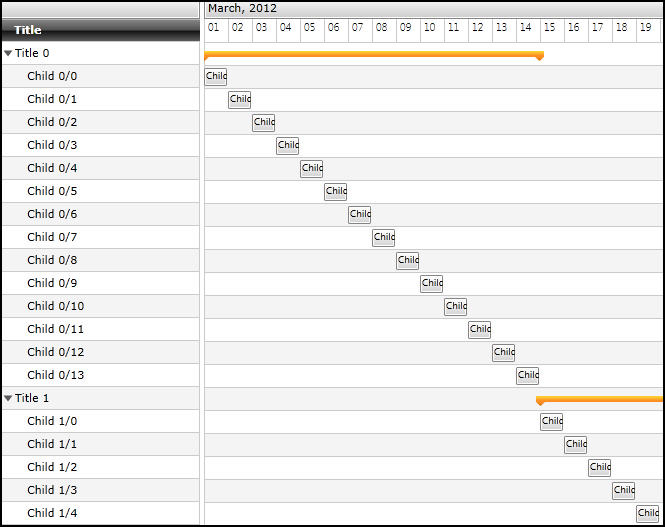 March, 2012
Title 01 02 03 04 05 06 07 08 09 10 11 12 13 14 15 16 17 18 19
Title 0
Child 0/0 Child
Child 0/1 Child
Child 0/2 Child
Child 0/3 Child
Child 0/4 Child
Child 0/5 Child
Child 0/6 Child
Child 0/7 Child
Child 0/8 Child
Child 0/9 Child
Child 0/10 Child
Child 0/11 Child
Child 0/12 Child
Child 0/13 Child
Title 1
Child 1/0 Child
Child 1/1 Child
Child 1/2 Child
Child 1/3 Child
Child 1/4 Child